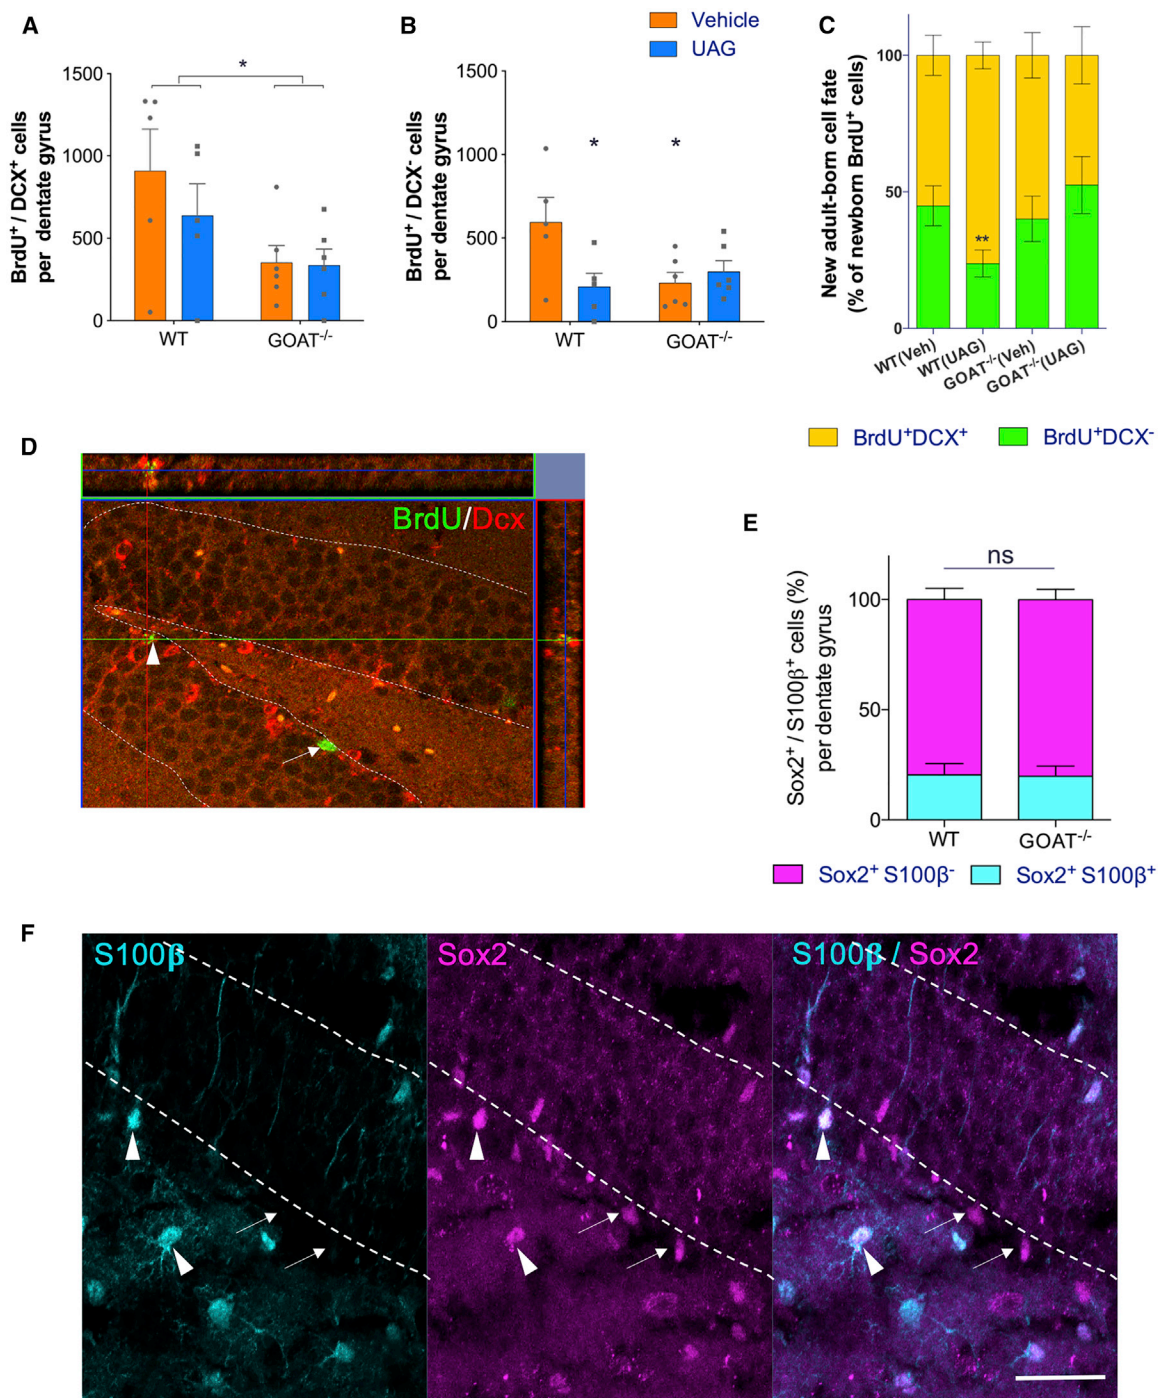 A
BrdU⁺ / DCX⁺ cells
per dentate gyrus
1500
1000
500
0
*
WT
GOAT⁻/⁻
B
Vehicle
UAG
BrdU⁺ / DCX⁻ cells
per dentate gyrus
1500
1000
500
0
*
*
WT
GOAT⁻/⁻
C
New adult-born cell fate
(% of newborn BrdU⁺ cells)
100
50
0
**
WT(Veh)
WT(UAG)
GOAT⁻/⁻(Veh)
GOAT⁻/⁻(UAG)
BrdU⁺DCX⁺
BrdU⁺DCX⁻
D
BrdU/Dcx
E
Sox2⁺ / S100β⁺ cells (%)
per dentate gyrus
ns
100
50
0
WT
GOAT⁻/⁻
Sox2⁺ S100β⁻
Sox2⁺ S100β⁺
F
S100β
Sox2
S100β / Sox2